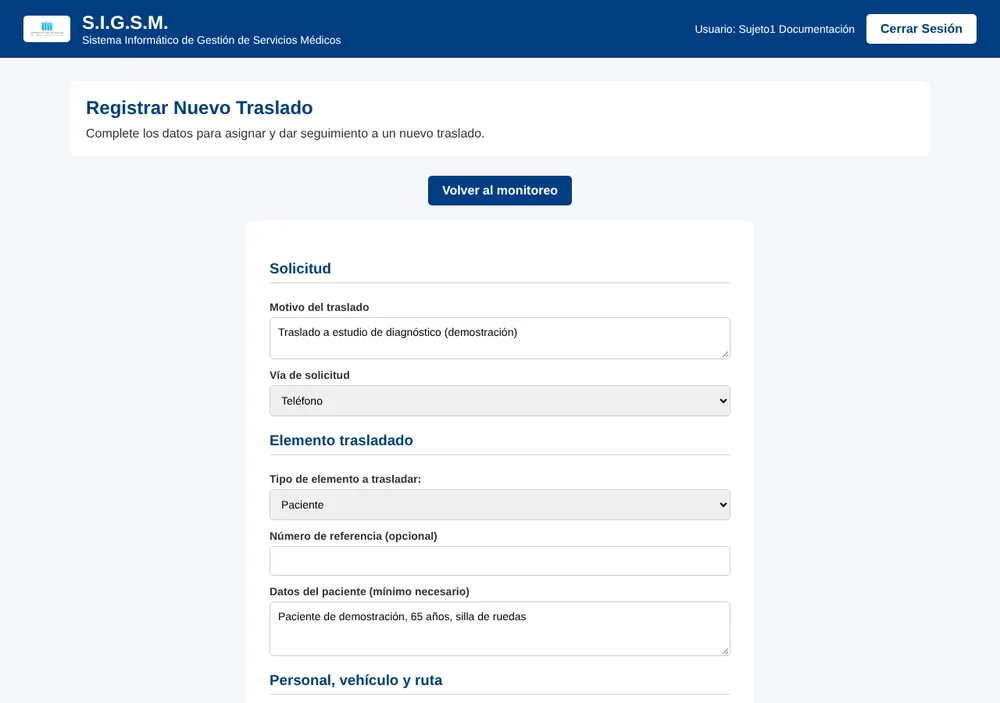 S.I.G.S.M.
Sistema Informático de Gestión de Servicios Médicos
Usuario: Sujeto1 Documentación
Cerrar Sesión
Registrar Nuevo Traslado
Complete los datos para asignar y dar seguimiento a un nuevo traslado.
Volver al monitoreo
Solicitud
Motivo del traslado
Traslado a estudio de diagnóstico (demostración)
Vía de solicitud
Teléfono
Elemento trasladado
Tipo de elemento a trasladar:
Paciente
Número de referencia (opcional)
Datos del paciente (mínimo necesario)
Paciente de demostración, 65 años, silla de ruedas
Personal, vehículo y ruta